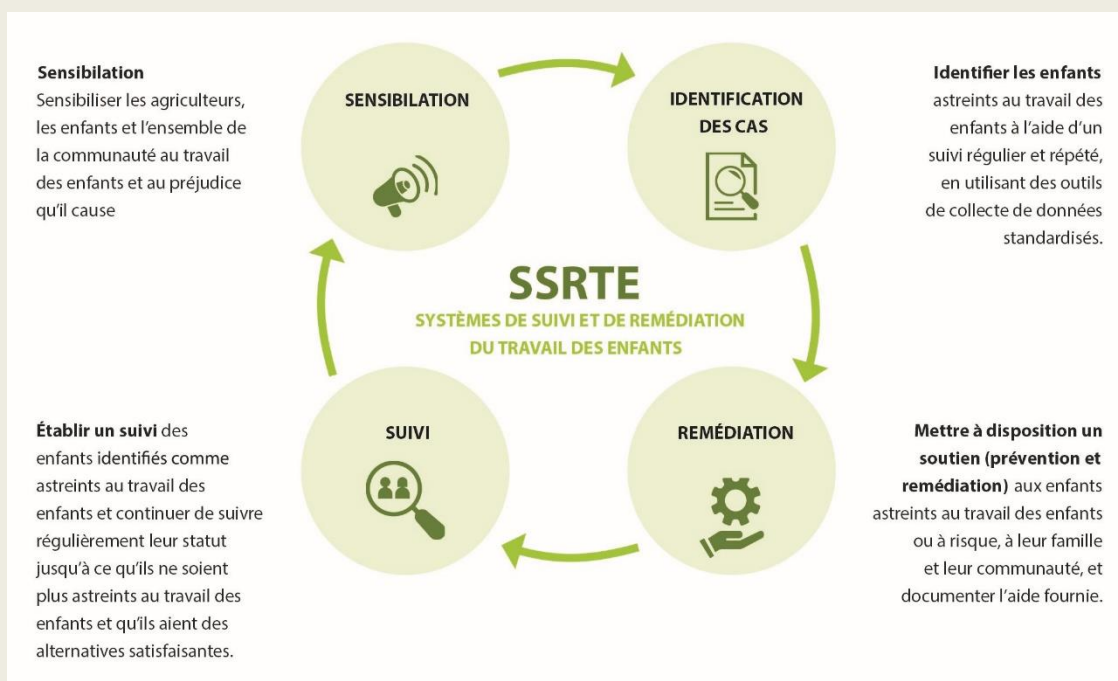 Sensibilation
Sensibiliser les agriculteurs,
les enfants et l'ensemble de
la communauté au travail
des enfants et au préjudice
qu'il cause
SENSIBILATION
IDENTIFICATION
DES CAS
Identifier les enfants
astreints au travail des
enfants à l'aide d'un
suivi régulier et répété,
en utilisant des outils
de collecte de données
standardisés.
SSRTE
SYSTÈMES DE SUIVI ET DE REMÉDIATION
DU TRAVAIL DES ENFANTS
Établir un suivi des
enfants identifiés comme
astreints au travail des
enfants et continuer de suivre
régulièrement leur statut
jusqu'à ce qu'ils ne soient
plus astreints au travail des
enfants et qu'ils aient des
alternatives satisfaisantes.
SUIVI
REMÉDIATION
Mettre à disposition un
soutien (prévention et
remédiation) aux enfants
astreints au travail des enfants
ou à risque, à leur famille
et leur communauté, et
documenter l'aide fournie.